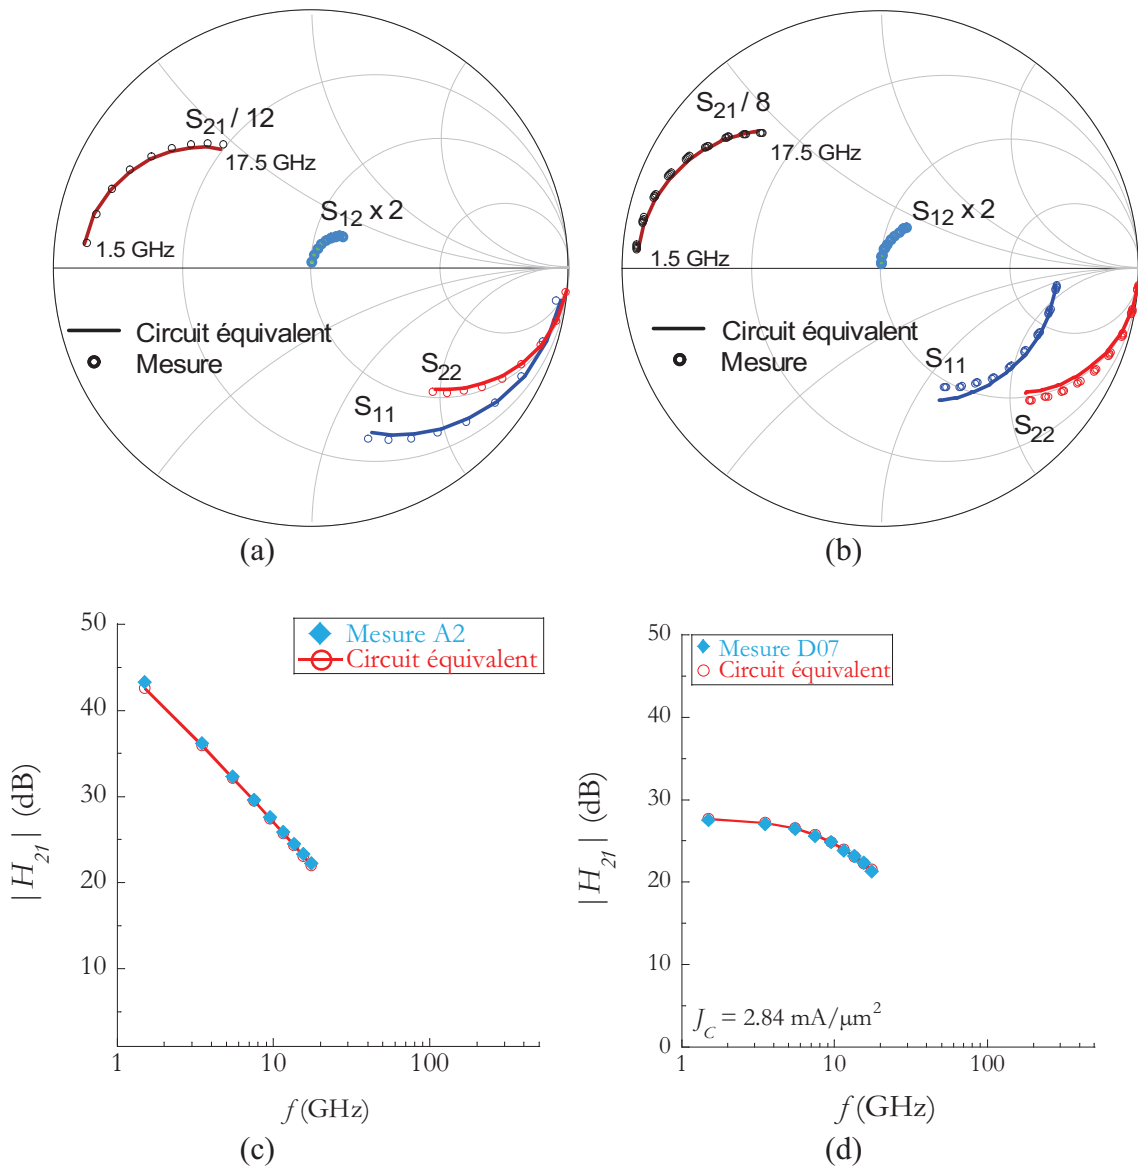 S21 / 12
17.5 GHz
S12 x 2
1.5 GHz
Circuit équivalent
Mesure
S22
S11
(a)
S21 / 8
17.5 GHz
S12 x 2
1.5 GHz
Circuit équivalent
Mesure
S11
S22
(b)
50
40
30
20
10
|H21| (dB)
Mesure A2
Circuit équivalent
1 10 100
f (GHz)
(c)
50
40
30
20
10
0
|H21| (dB)
Mesure D07
Circuit équivalent
JC = 2.84 mA/µm²
1 10 100
f (GHz)
(d)